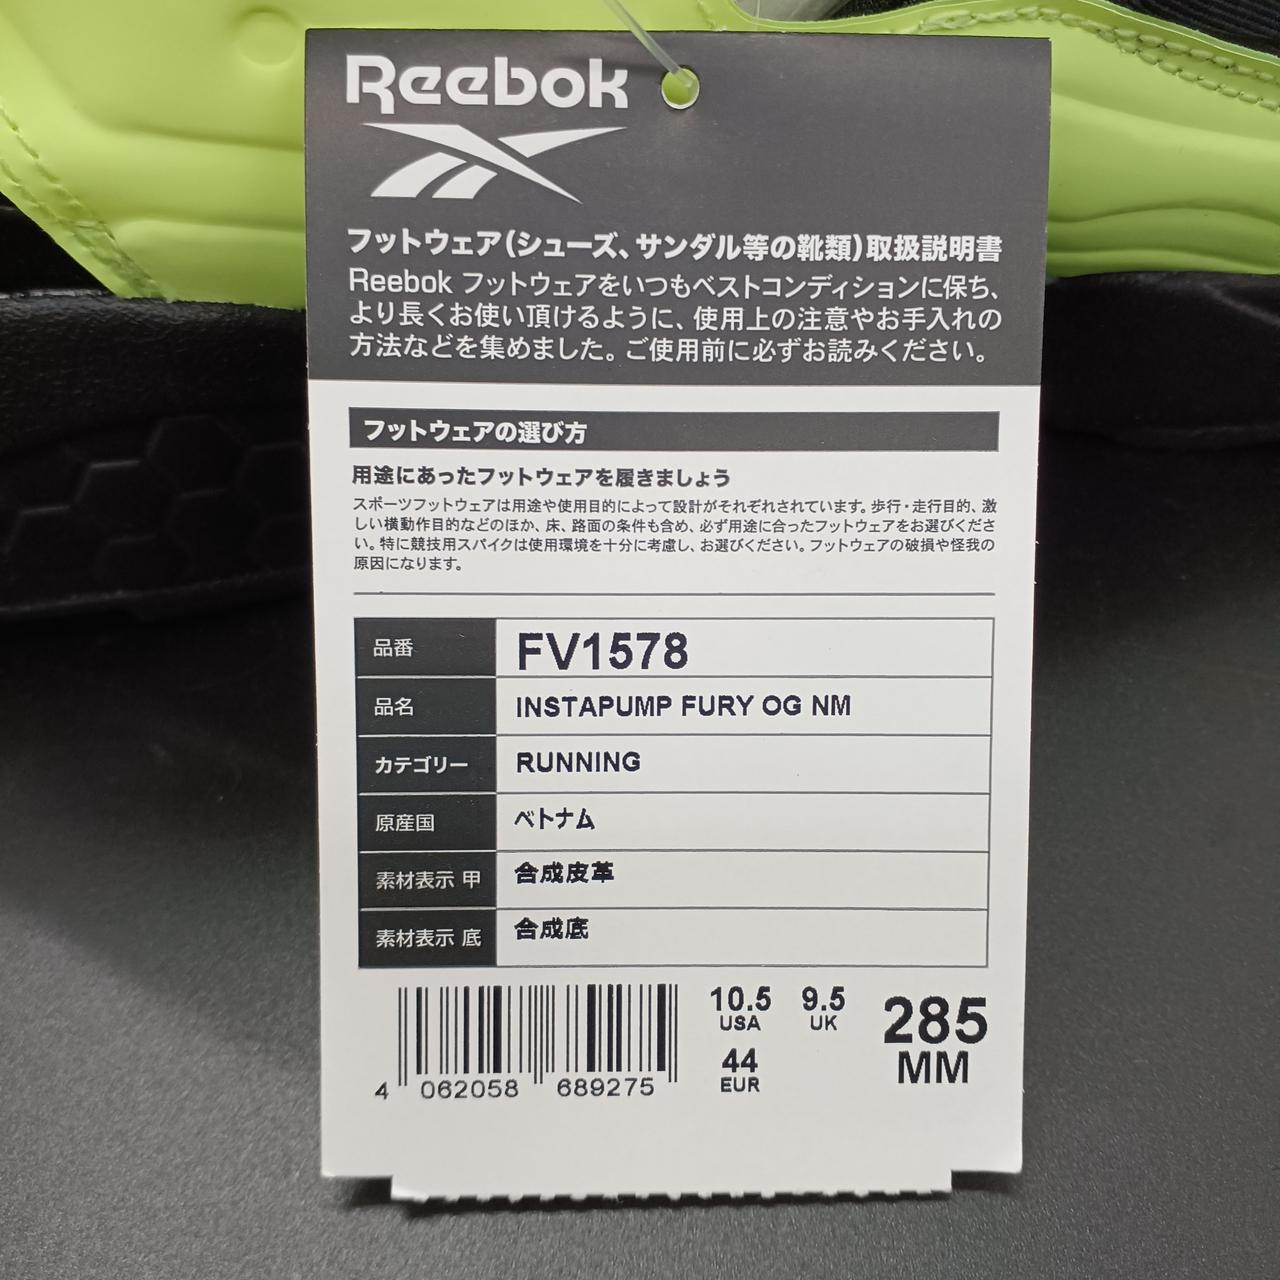 Reebok
フットウェア(シューズ、サンダル等の靴類)取扱説明書
Reebok フットウェアをいつもベストコンディションに保ち、
より長くお使い頂けるように、使用上の注意やお手入れの
方法などを集めました。ご使用前に必ずお読みください。
フットウェアの選び方
用途にあったフットウェアを履きましょう
スポーツフットウェアは用途や使用目的によって設計がそれぞれされています。歩行・走行目的、激
しい横動作目的などのほか、床、路面の条件も含め、必ず用途に合ったフットウェアをお選びくださ
い。特に競技用スパイクは使用環境を十分に考慮し、お選びください。フットウェアの破損や怪我の
原因になります。
品番 FV1578
品名 INSTAPUMP FURY OG NM
カテゴリー RUNNING
原産国 ベトナム
素材表示 甲 合成皮革
素材表示 底 合成底
10.5 9.5 285
USA UK MM
44
EUR
4 062058 689275